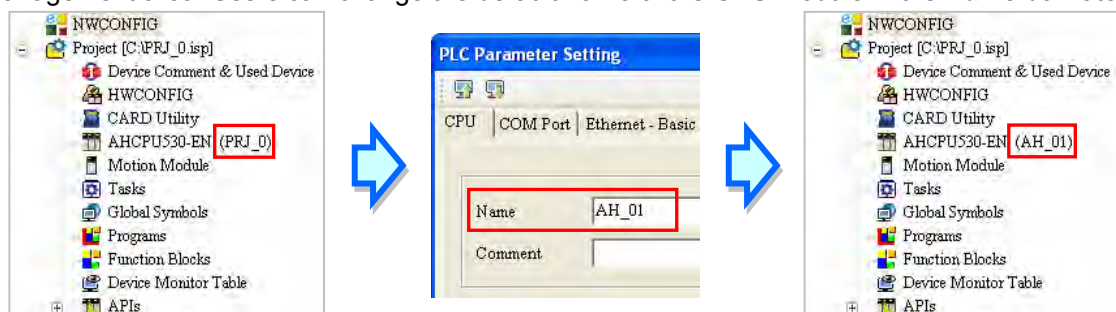 NWCONFIG
Project [C:\PRJ_0.isp]
Device Comment & Used Device
HWCONFIG
CARD Utility
AHCPU530-EN (PRJ_0)
Motion Module
Tasks
Global Symbols
Programs
Function Blocks
Device Monitor Table
APIs
PLC Parameter Setting
CPU COM Port Ethernet - Basic
Name AH_01
Comment
NWCONFIG
Project [C:\PRJ_0.isp]
Device Comment & Used Device
HWCONFIG
CARD Utility
AHCPU530-EN (AH_01)
Motion Module
Tasks
Global Symbols
Programs
Function Blocks
Device Monitor Table
APIs